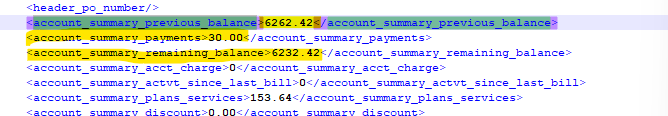 <header_po_number/>
<account_summary_previous_balance>6262.42</account_summary_previous_balance>
<account_summary_payments>30.00</account_summary_payments>
<account_summary_remaining_balance>6232.42</account_summary_remaining_balance>
<account_summary_acct_charge>0</account_summary_acct_charge>
<account_summary_actvt_since_last_bill>0</account_summary_actvt_since_last_bill>
<account_summary_plans_services>153.64</account_summary_plans_services>
<account_summary_discount>0.00</account_summary_discount>